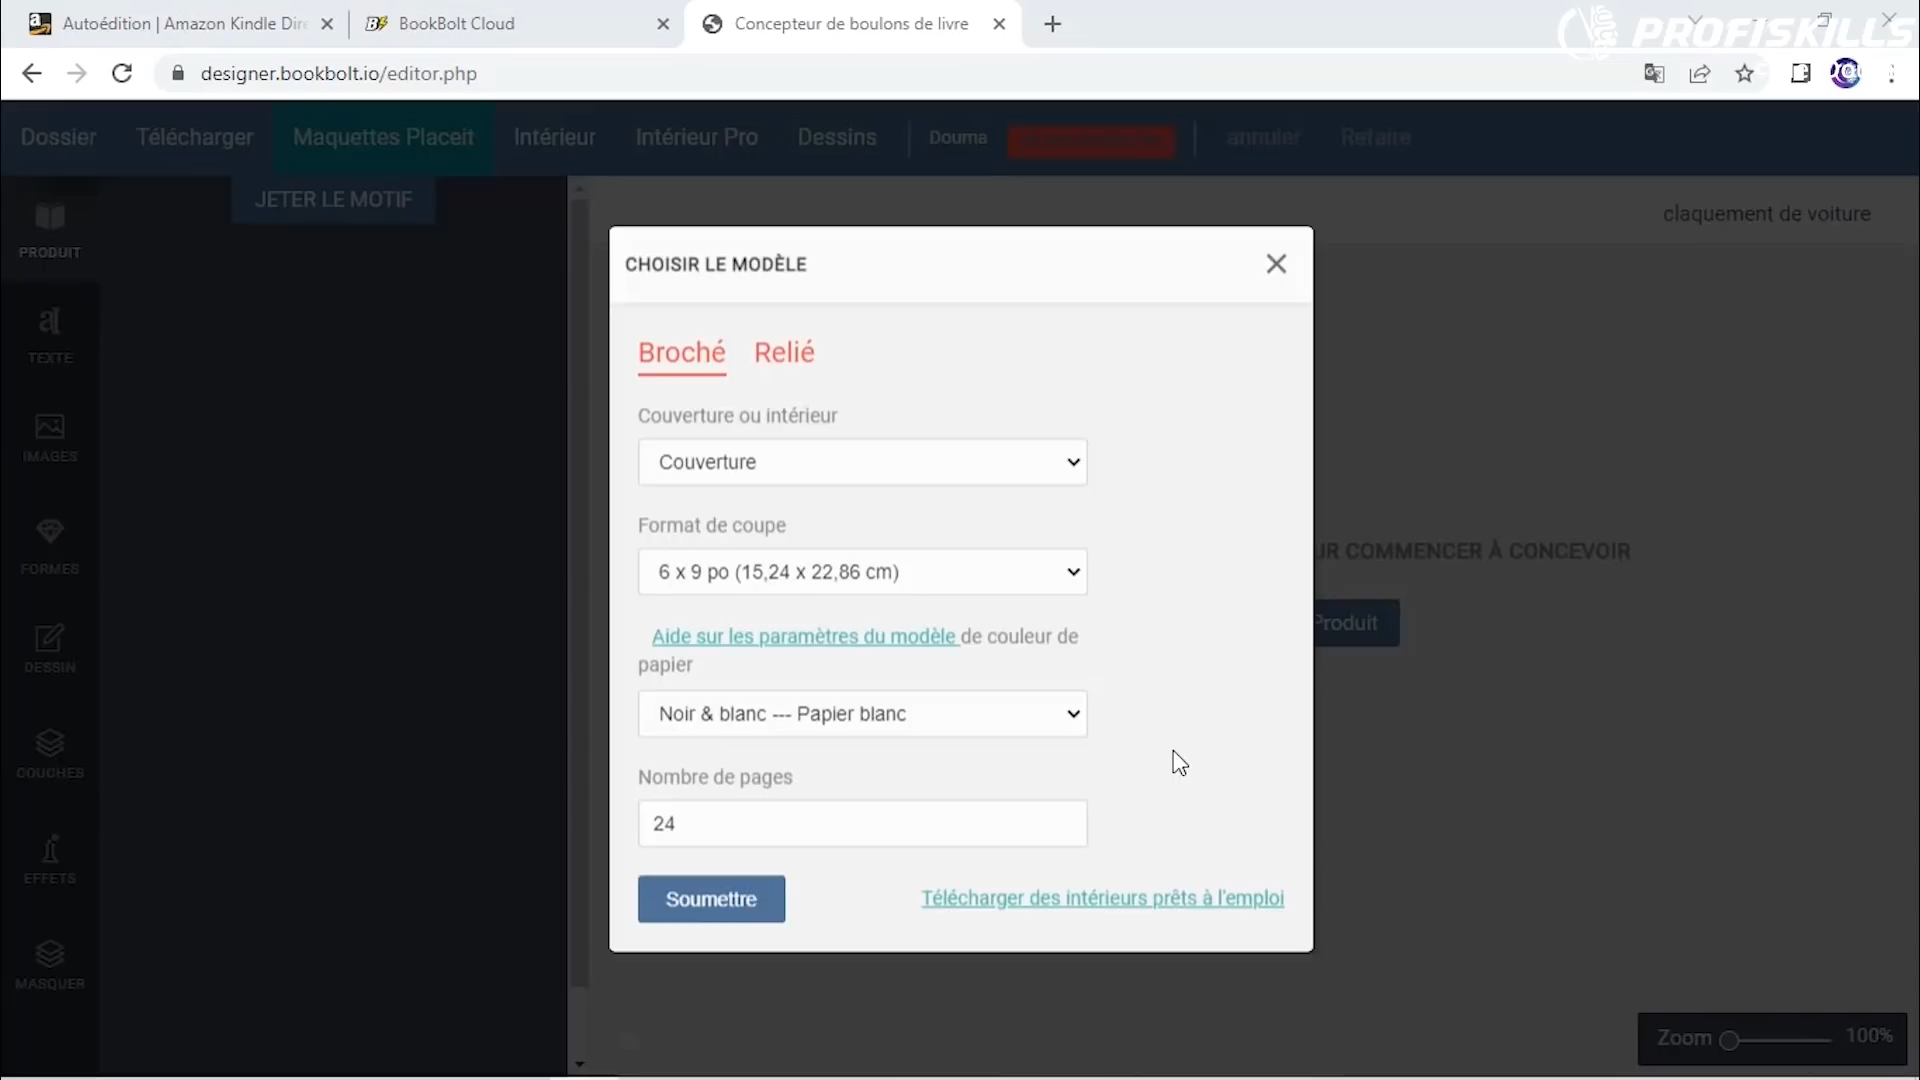 Autoédition | Amazon Kindle Dire
BookBolt Cloud
Concepteur de boulons de livre
PROFISKILLS
designer.bookbolt.io/editor.php
Dossier
Télécharger
Maquettes Placeit
Intérieur
Intérieur Pro
Dessins
Douma
annuler
Refaire
JETER LE MOTIF
claquement de voiture
PRODUIT
TEXTE
IMAGES
FORMES
DESSIN
COUCHES
EFFETS
MASQUER
CHOISIR LE MODÈLE
Broché
Relié
Couverture ou intérieur
Couverture
Format de coupe
6 x 9 po (15,24 x 22,86 cm)
UR COMMENCER À CONCEVOIR
Produit
Aide sur les paramètres du modèle de couleur de
papier
Noir & blanc --- Papier blanc
Nombre de pages
24
Soumettre
Télécharger des intérieurs prêts à l'emploi
Zoom
100%